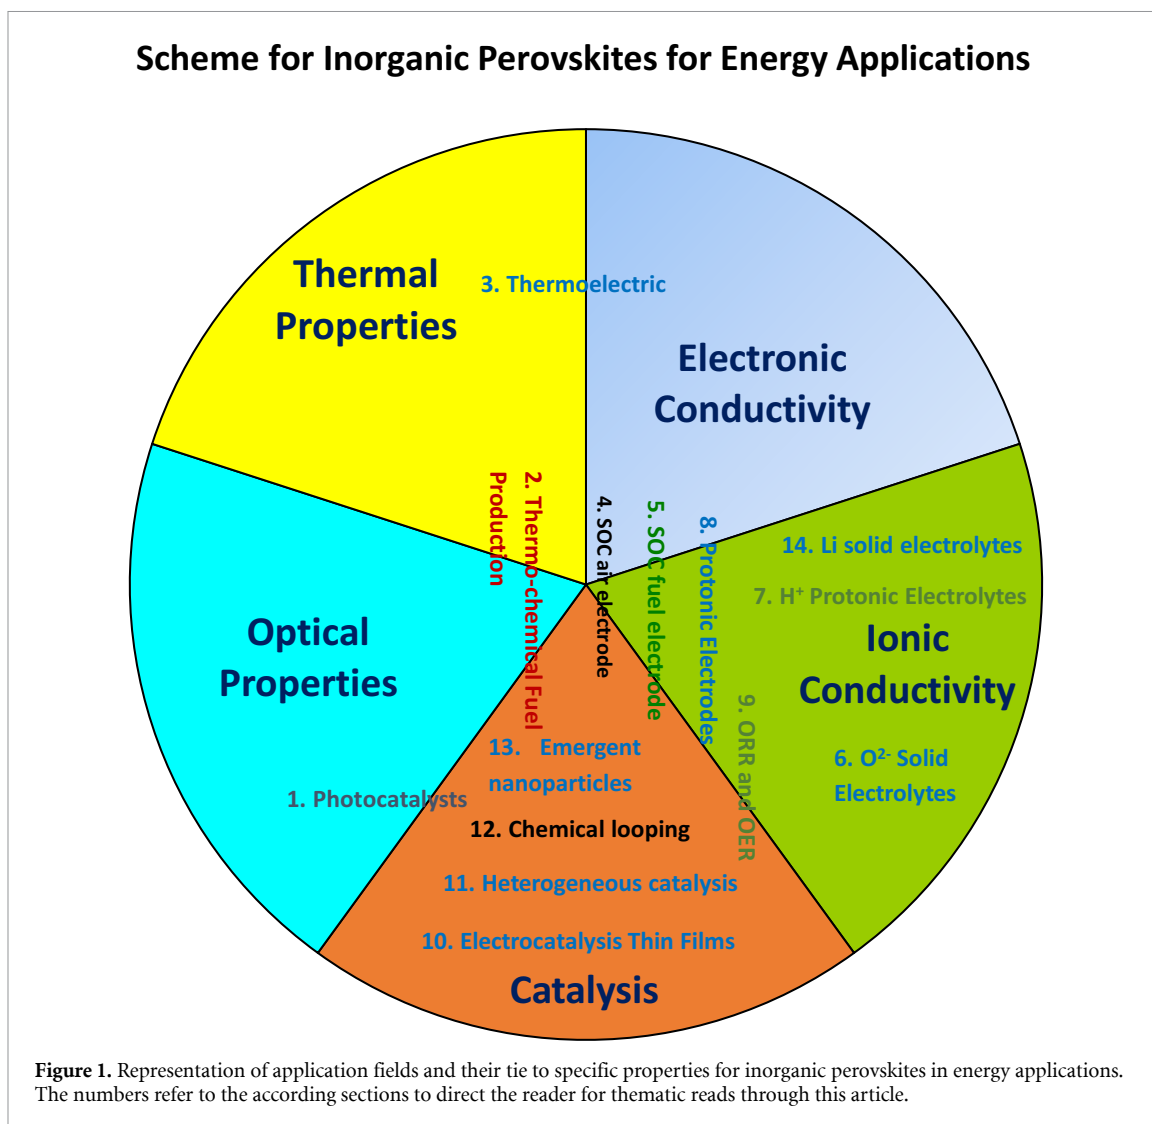 Scheme for Inorganic Perovskites for Energy Applications
Thermal
Properties
3. Thermoelectric
Electronic
Conductivity
2. Thermo-chemical Fuel
Production
4. SOC air electrode
5. SOC fuel electrode
8. Protonic Electrodes
14. Li solid electrolytes
7. H⁺ Protonic Electrolytes
Ionic
Conductivity
6. O²⁻ Solid
Electrolytes
9. ORR and OER
Optical
Properties
1. Photocatalysts
13. Emergent
nanoparticles
12. Chemical looping
11. Heterogeneous catalysis
10. Electrocatalysis Thin Films
Catalysis
Figure 1. Representation of application fields and their tie to specific properties for inorganic perovskites in energy applications.
The numbers refer to the according sections to direct the reader for thematic reads through this article.